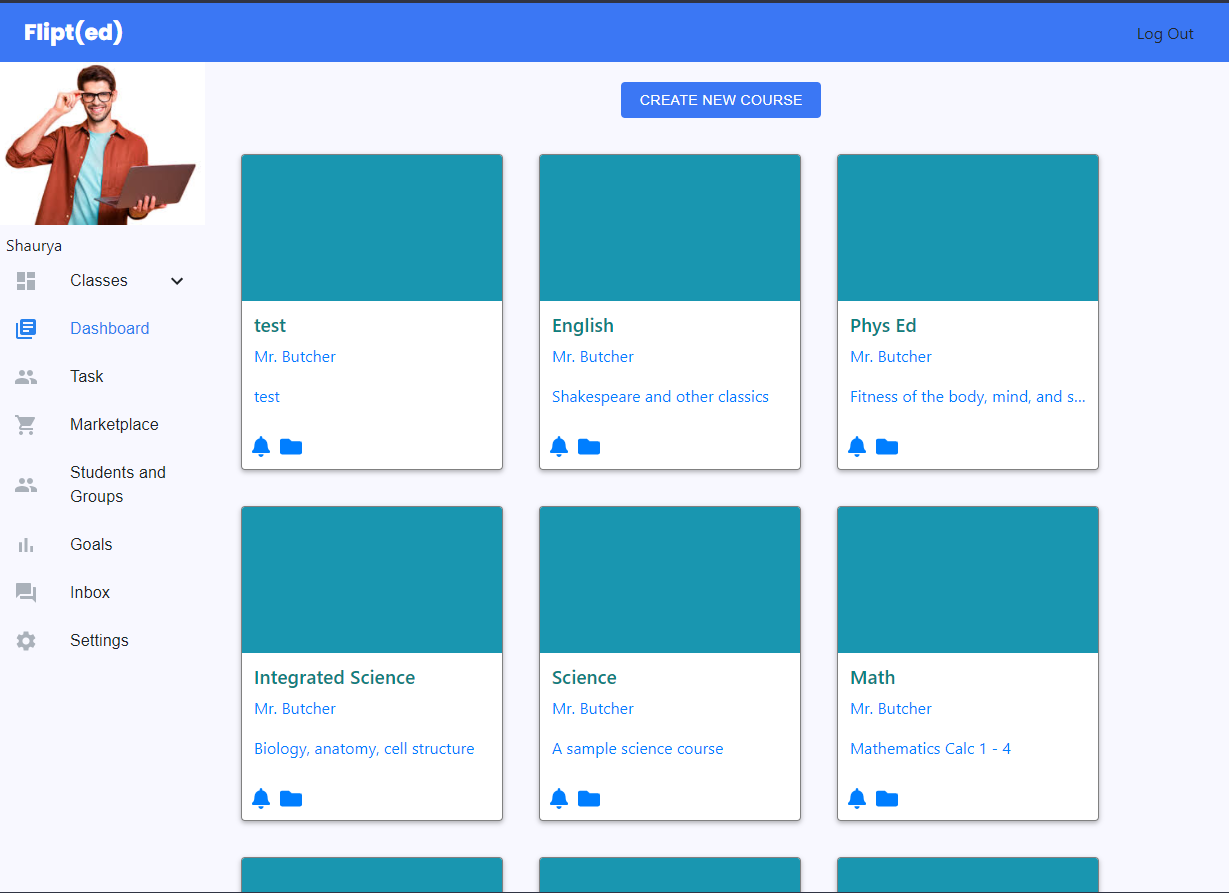 Flipt(ed)
Log Out
CREATE NEW COURSE
Shaurya
Classes
Dashboard
Task
Marketplace
Students and
Groups
Goals
Inbox
Settings
test
Mr. Butcher
test
English
Mr. Butcher
Shakespeare and other classics
Phys Ed
Mr. Butcher
Fitness of the body, mind, and s...
Integrated Science
Mr. Butcher
Biology, anatomy, cell structure
Science
Mr. Butcher
A sample science course
Math
Mr. Butcher
Mathematics Calc 1 - 4